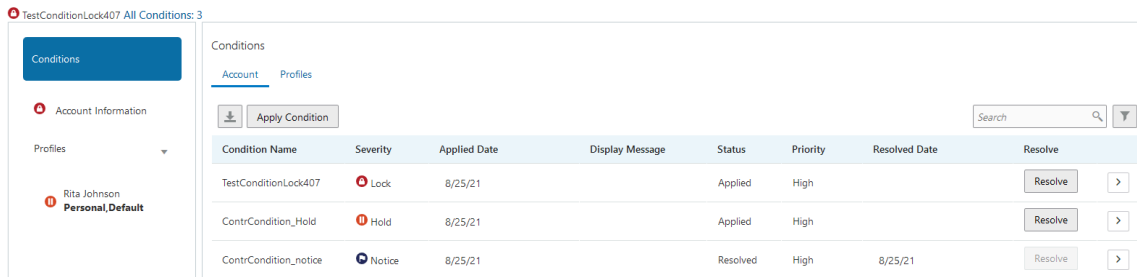 TestConditionLock407 All Conditions: 3
Conditions
Account Information
Profiles
Rita Johnson
Personal,Default
Conditions
Account Profiles
Apply Condition Search
Condition Name Severity Applied Date Display Message Status Priority Resolved Date Resolve
TestConditionLock407 Lock 8/25/21 Applied High Resolve
ContrCondition_Hold Hold 8/25/21 Applied High Resolve
ContrCondition_notice Notice 8/25/21 Resolved High 8/25/21 Resolve